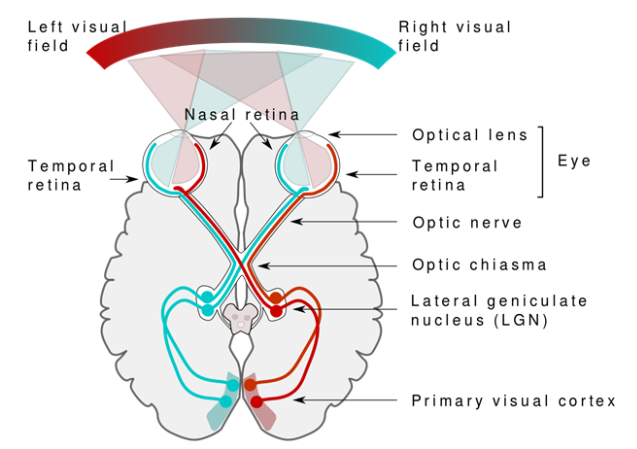 Left visual
field
Right visual
field
Nasal retina
Optical lens
Temporal
retina
Temporal
retina
Eye
Optic nerve
Optic chiasma
Lateral geniculate
nucleus (LGN)
Primary visual cortex